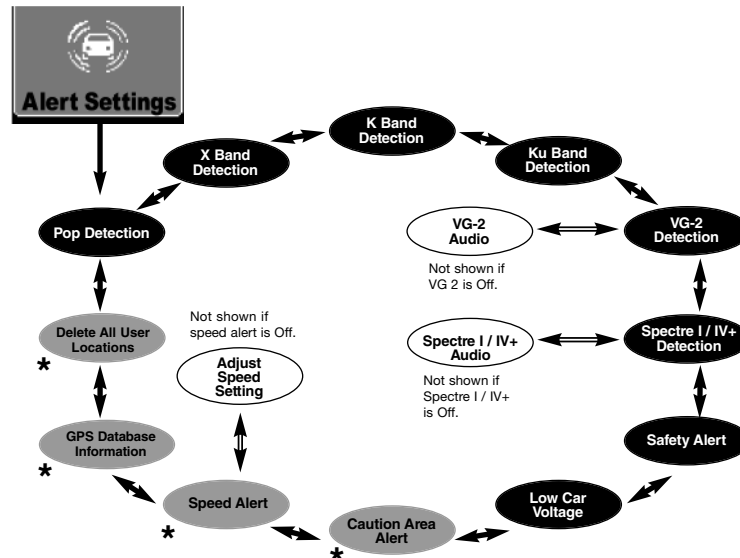 Alert Settings
K Band
Detection
X Band
Detection
Ku Band
Detection
Pop Detection
VG-2
Audio
VG-2
Detection
Not shown if
VG 2 is Off.
Delete All User
Locations
*
Not shown if
speed alert is Off.
Adjust
Speed
Setting
Spectre I / IV+
Audio
Spectre I / IV+
Detection
Not shown if
Spectre I / IV+
is Off.
GPS Database
Information
*
Safety Alert
Speed Alert
*
Low Car
Voltage
Caution Area
Alert
*